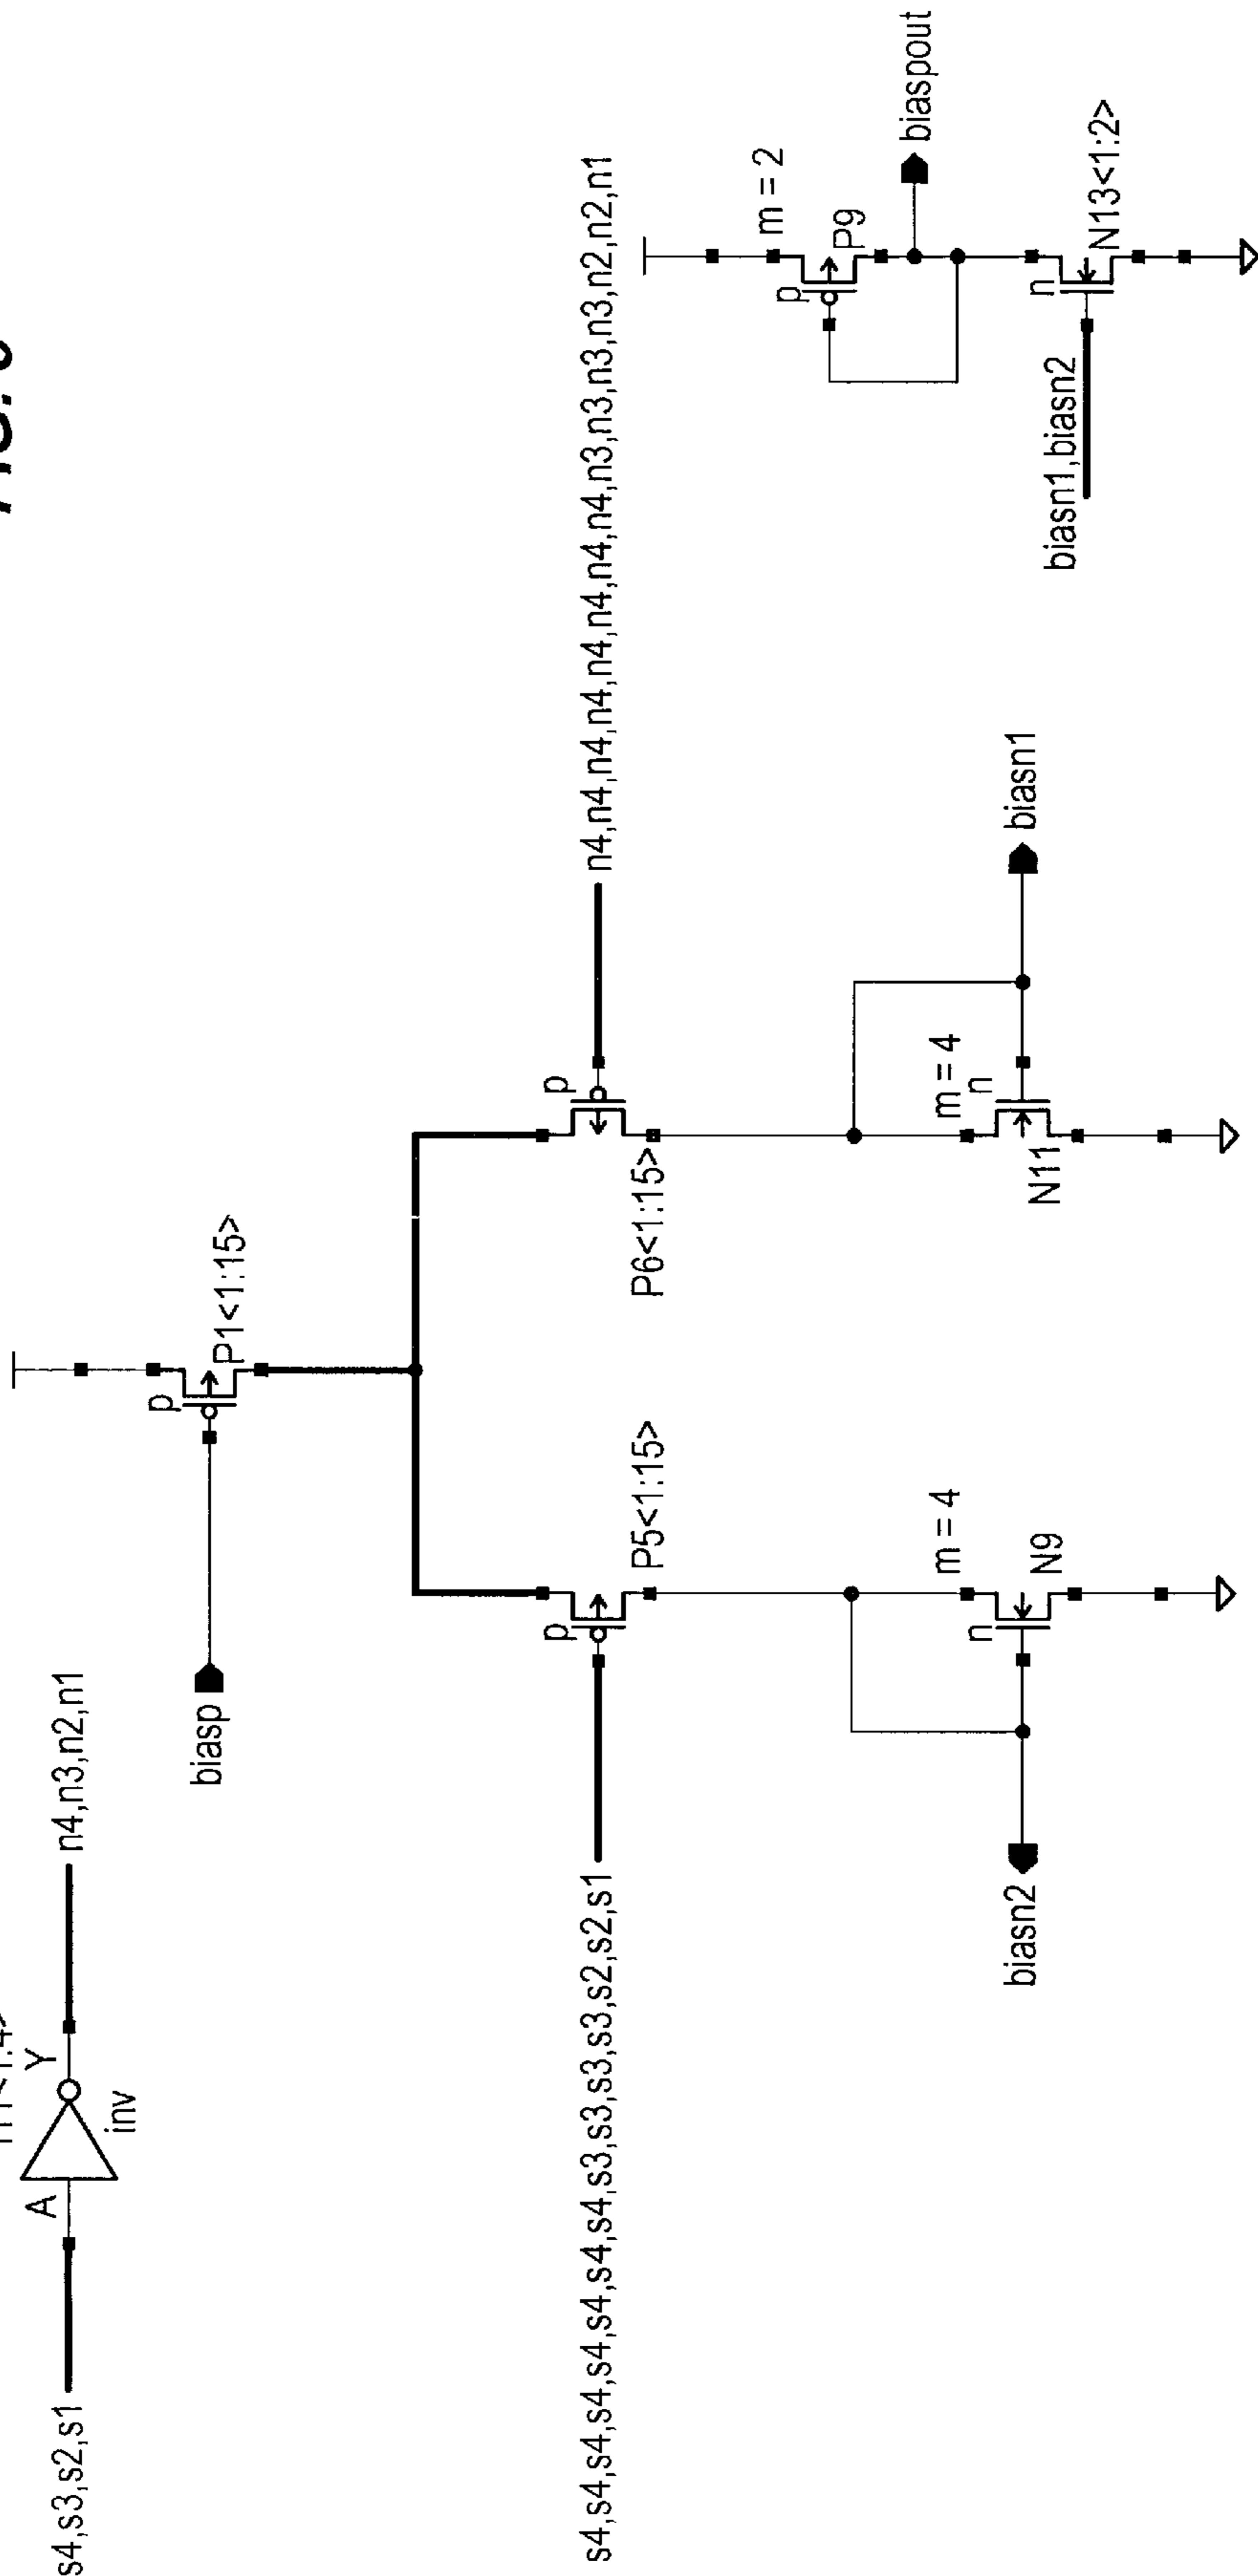 s4,s3,s2,s1
A
Y
inv
n4,n3,n2,n1
biasp
p
P1<1:15>
s4,s4,s4,s4,s4,s4,s4,s4,s3,s3,s3,s3,s2,s2,s1
p
P5<1:15>
p
P6<1:15>
n4,n4,n4,n4,n4,n4,n4,n4,n3,n3,n3,n3,n2,n2,n1
biasn2
n
m = 4
N9
m = 4
n
N11
biasn1
m = 2
p
P9
biaspout
biasn1,biasn2
n
N13<1:2>